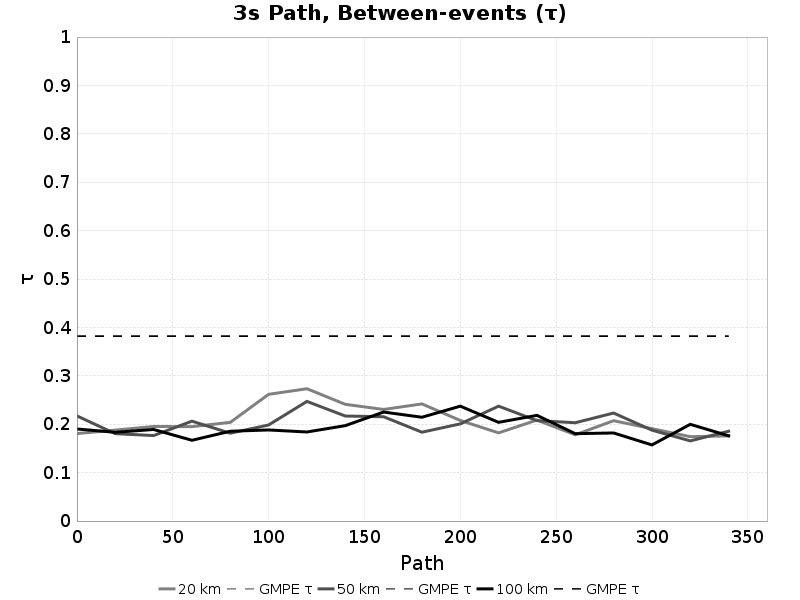 3s Path, Between-events (τ)
1
0.9
0.8
0.7
0.6
0.5
0.4
0.3
0.2
0.1
0
τ
0 50 100 150 200 250 300 350
Path
20 km GMPE τ 50 km GMPE τ 100 km GMPE τ